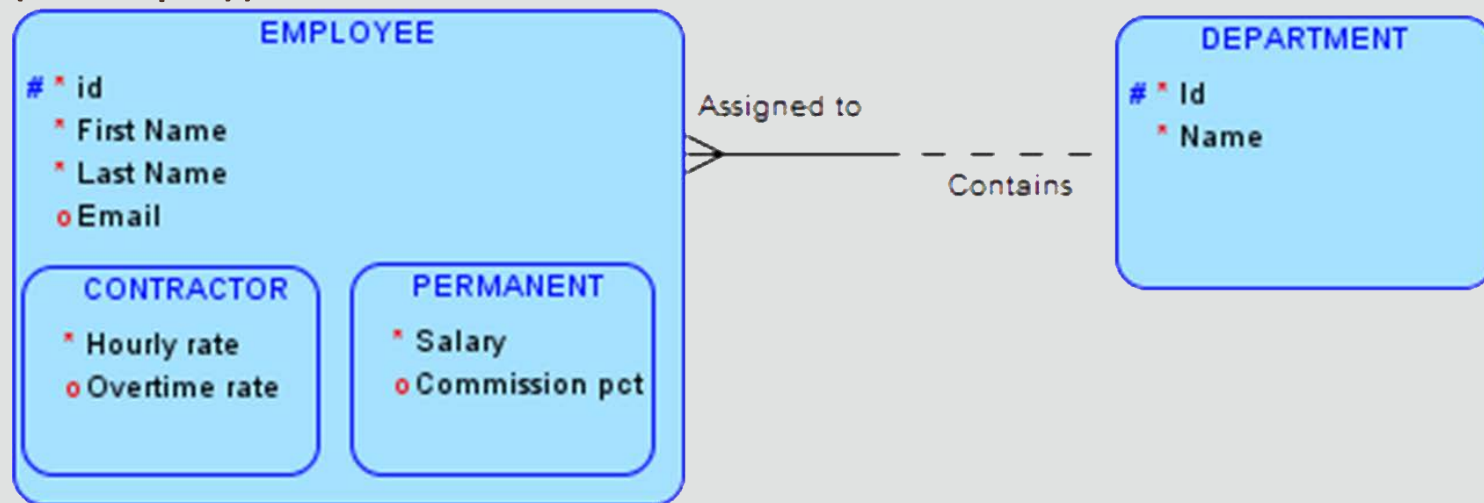 EMPLOYEE
# * id
* First Name
* Last Name
o Email
CONTRACTOR
* Hourly rate
o Overtime rate
PERMANENT
* Salary
o Commission pct
Assigned to
Contains
DEPARTMENT
# * Id
* Name